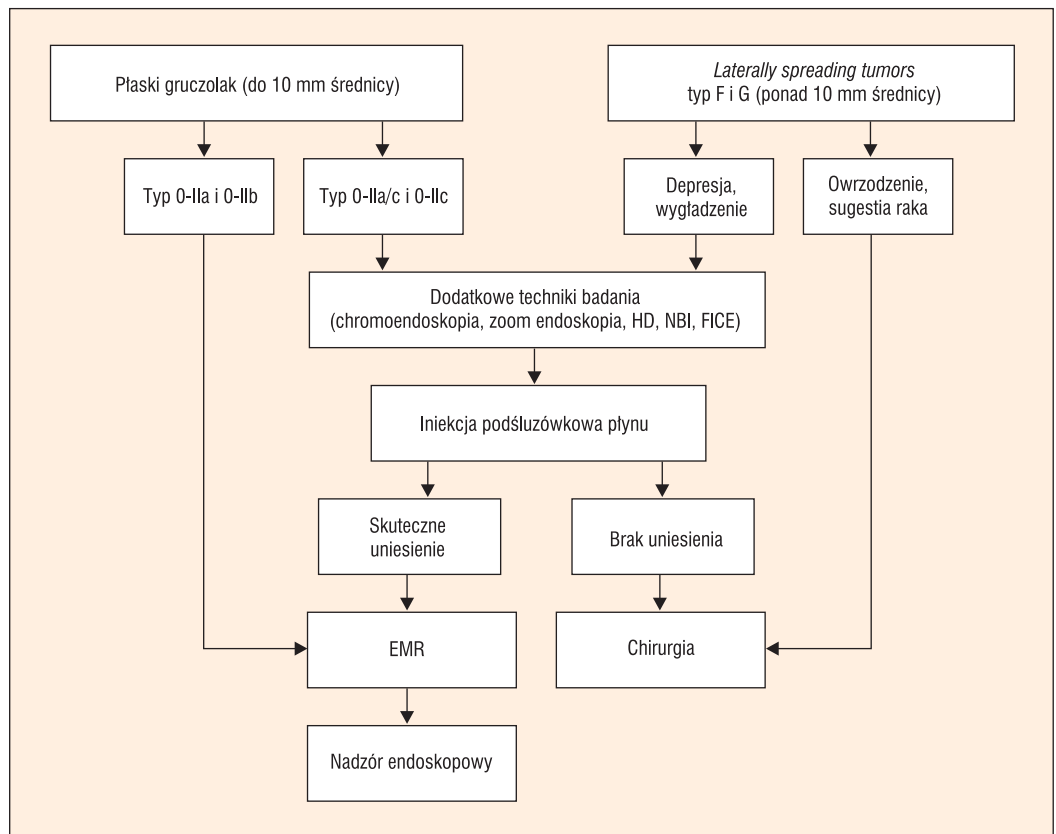 Płaski gruczolak (do 10 mm średnicy)
Laterally spreading tumors
typ F i G (ponad 10 mm średnicy)
Typ 0-IIa i 0-IIb
Typ 0-IIa/c i 0-IIc
Depresja,
wygładzenie
Owrzodzenie,
sugestia raka
Dodatkowe techniki badania
(chromoendoskopia, zoom endoskopia, HD, NBI, FICE)
Iniekcja podśluzówkowa płynu
Skuteczne
uniesienie
Brak uniesienia
EMR
Chirurgia
Nadzór endoskopowy